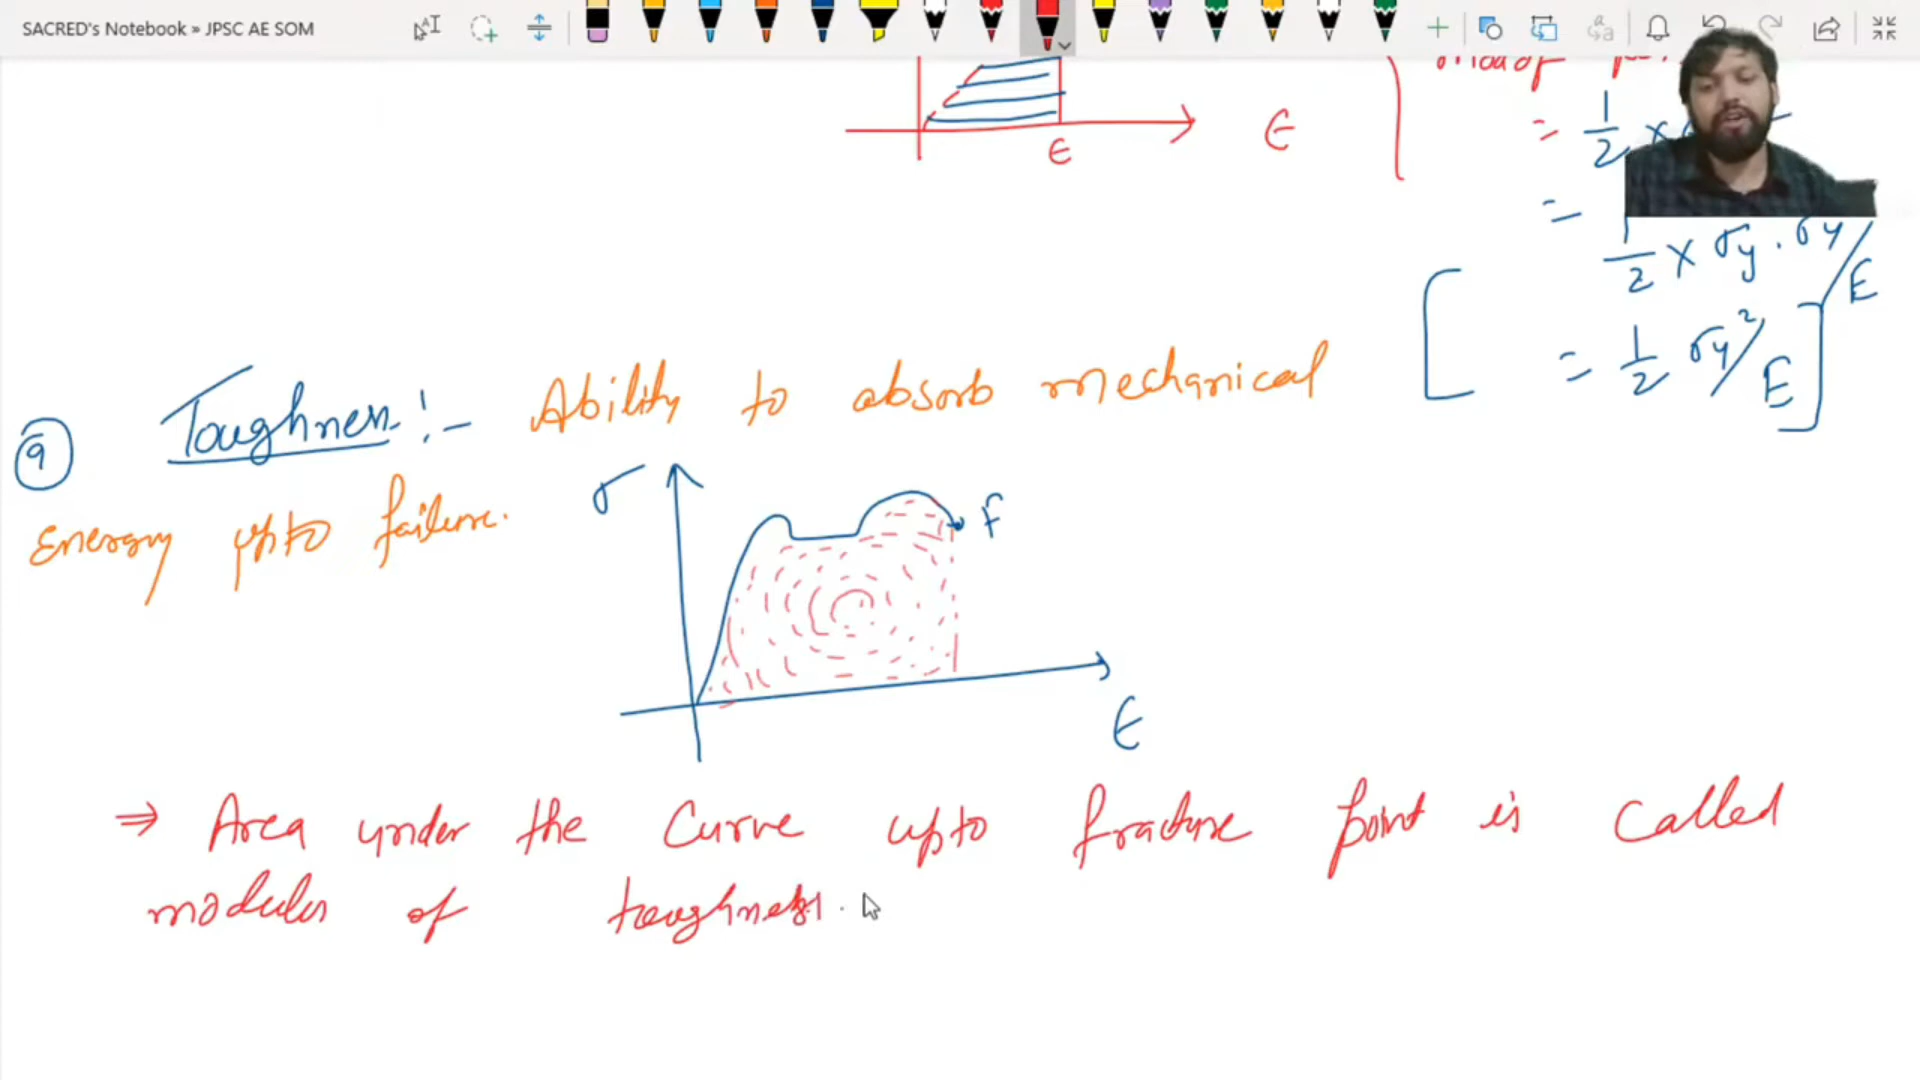 SACRED's Notebook » JPSC AE SOM
ϵ
ϵ
= 1/2 ×
=
1/2 × σy . σy/E
[ = 1/2 σy²/E ]
⑨ Toughness :- Ability to absorb mechanical
energy upto failure.
σ
F
ϵ
⇒ Area under the Curve upto fracture point is called
modulus of toughness.